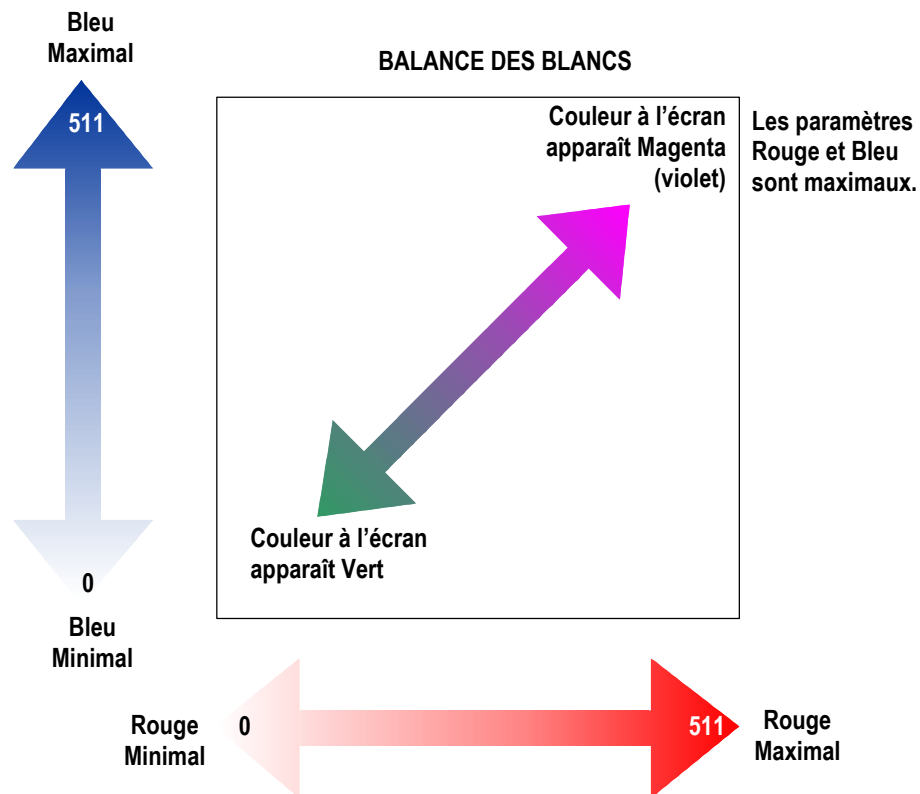 Bleu
Maximal
BALANCE DES BLANCS
511
Couleur à l'écran
apparaît Magenta
(violet)
Les paramètres
Rouge et Bleu
sont maximaux.
Couleur à l'écran
apparaît Vert
0
Bleu
Minimal
Rouge
Minimal
0
511
Rouge
Maximal